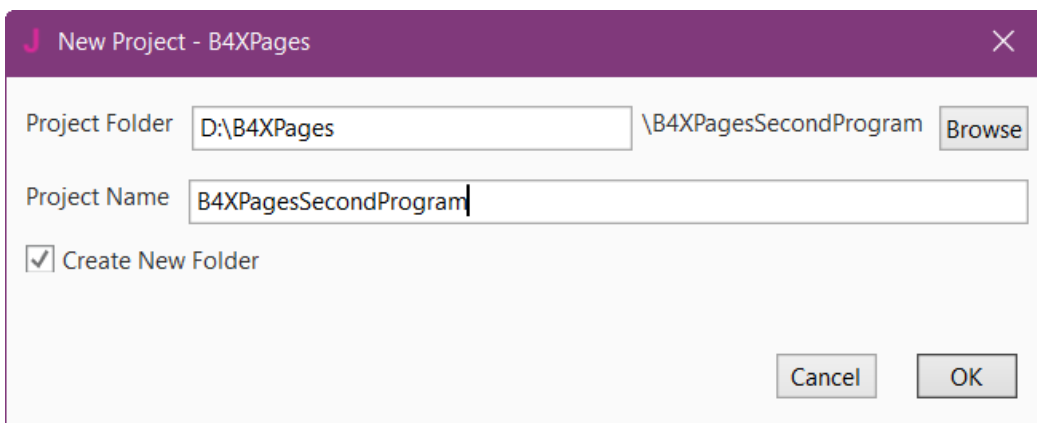 J New Project - B4XPages
Project Folder D:\B4XPages \B4XPagesSecondProgram Browse
Project Name B4XPagesSecondProgram
Create New Folder
Cancel OK